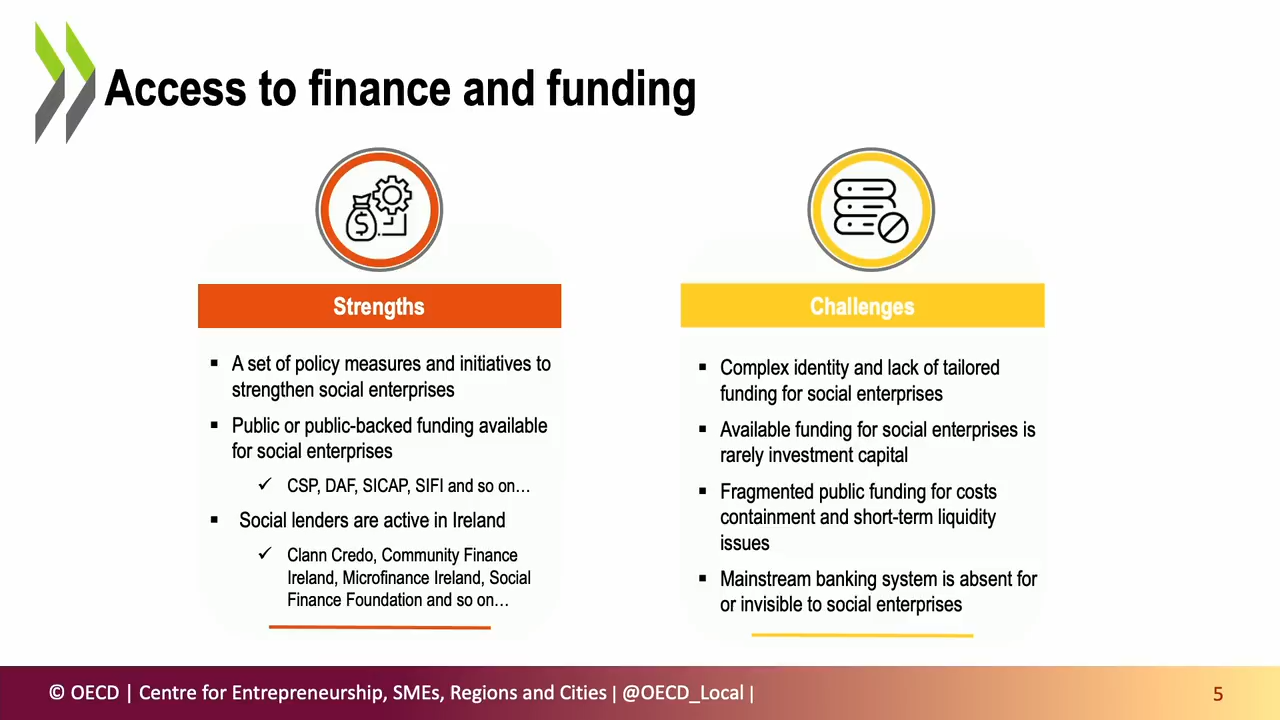 Access to finance and funding
Strengths
▪ A set of policy measures and initiatives to
strengthen social enterprises
▪ Public or public-backed funding available
for social enterprises
✓ CSP, DAF, SICAP, SIFI and so on…
▪ Social lenders are active in Ireland
✓ Clann Credo, Community Finance
Ireland, Microfinance Ireland, Social
Finance Foundation and so on…
Challenges
▪ Complex identity and lack of tailored
funding for social enterprises
▪ Available funding for social enterprises is
rarely investment capital
▪ Fragmented public funding for costs
containment and short-term liquidity
issues
▪ Mainstream banking system is absent for
or invisible to social enterprises
© OECD | Centre for Entrepreneurship, SMEs, Regions and Cities | @OECD_Local |
5